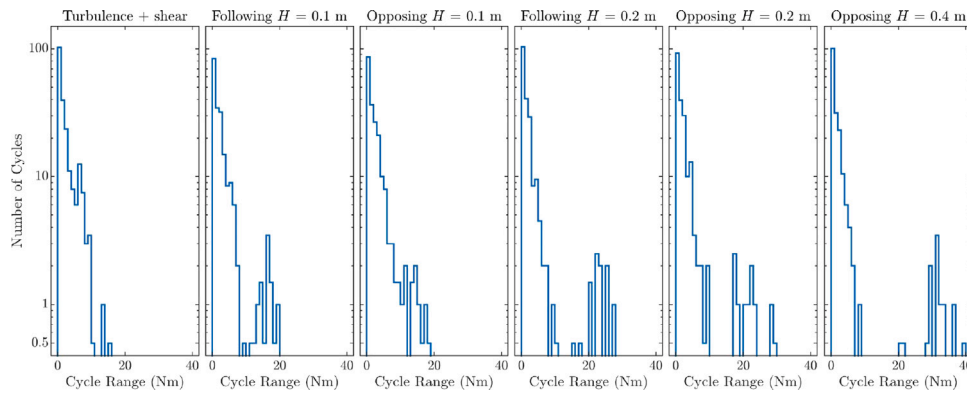 Turbulence + shear
Following H = 0.1 m
Opposing H = 0.1 m
Following H = 0.2 m
Opposing H = 0.2 m
Opposing H = 0.4 m
Number of Cycles
100
10
1
0.5
0 20 40
0 20 40
0 20 40
0 20 40
0 20 40
0 20 40
Cycle Range (Nm)
Cycle Range (Nm)
Cycle Range (Nm)
Cycle Range (Nm)
Cycle Range (Nm)
Cycle Range (Nm)